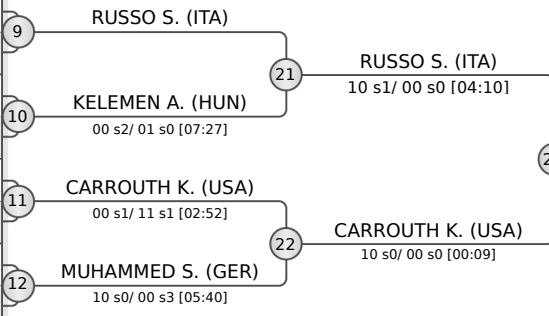 RUSSO S. (ITA)
9
21
RUSSO S. (ITA)
10 s1/ 00 s0 [04:10]
KELEMEN A. (HUN)
10
00 s2/ 01 s0 [07:27]
CARROUTH K. (USA)
11
00 s1/ 11 s1 [02:52]
22
CARROUTH K. (USA)
10 s0/ 00 s0 [00:09]
MUHAMMED S. (GER)
12
10 s0/ 00 s3 [05:40]